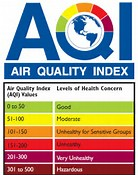 AQI
AIR QUALITY INDEX
Air Quality Index Levels of Health Concern
(AQI) Values
0 to 50 Good
51-100 Moderate
101-150 Unhealthy for Sensitive Groups
151-200 Unhealthy
201-300 Very Unhealthy
301 to 500 Hazardous